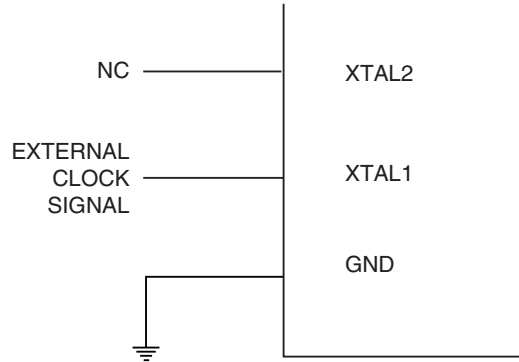 NC
XTAL2
EXTERNAL
CLOCK
SIGNAL
XTAL1
GND